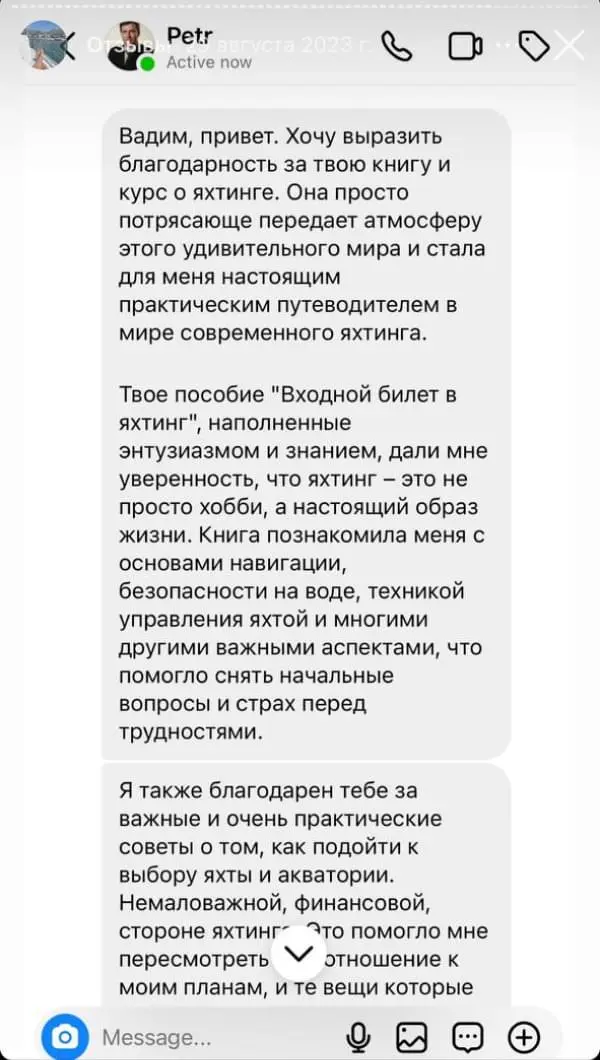 Отзывы 29 августа 2023 г.
Petr
Active now
Вадим, привет. Хочу выразить
благодарность за твою книгу и
курс о яхтинге. Она просто
потрясающе передает атмосферу
этого удивительного мира и стала
для меня настоящим
практическим путеводителем в
мире современного яхтинга.
Твое пособие "Входной билет в
яхтинг", наполненные
энтузиазмом и знанием, дали мне
уверенность, что яхтинг – это не
просто хобби, а настоящий образ
жизни. Книга познакомила меня с
основами навигации,
безопасности на воде, техникой
управления яхтой и многими
другими важными аспектами, что
помогло снять начальные
вопросы и страх перед
трудностями.
Я также благодарен тебе за
важные и очень практические
советы о том, как подойти к
выбору яхты и акватории.
Немаловажной, финансовой,
стороне яхтинга. Это помогло мне
пересмотреть отношение к
моим планам, и те вещи которые
Message...